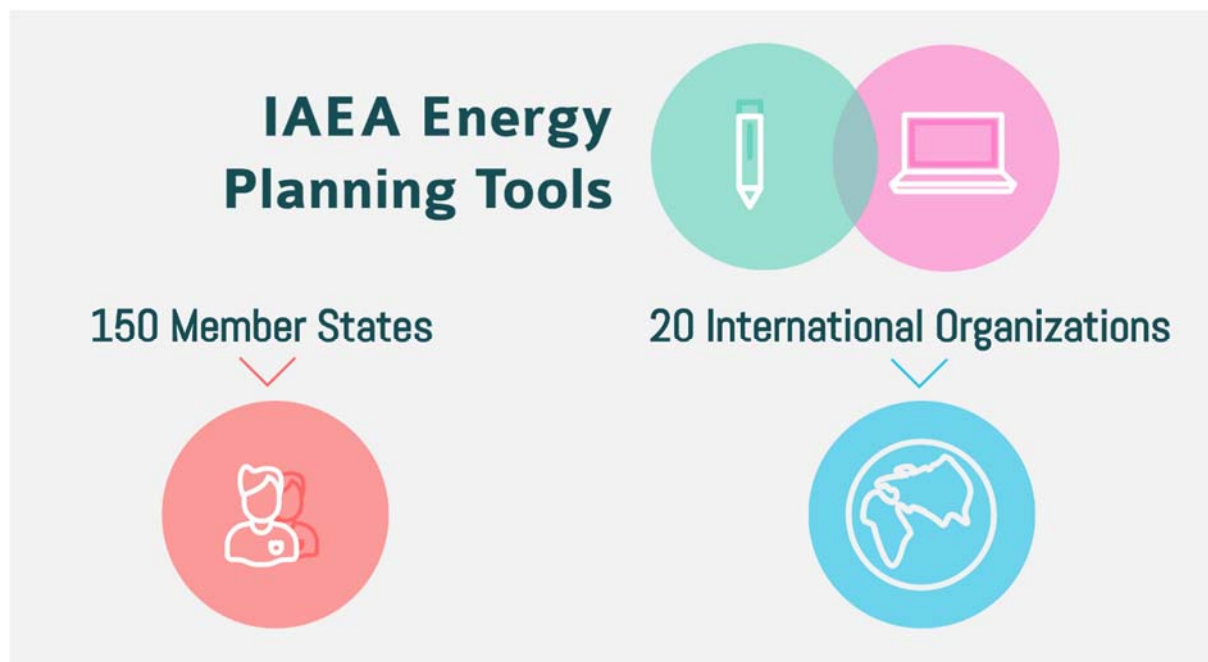 IAEA Energy
Planning Tools
150 Member States
20 International Organizations